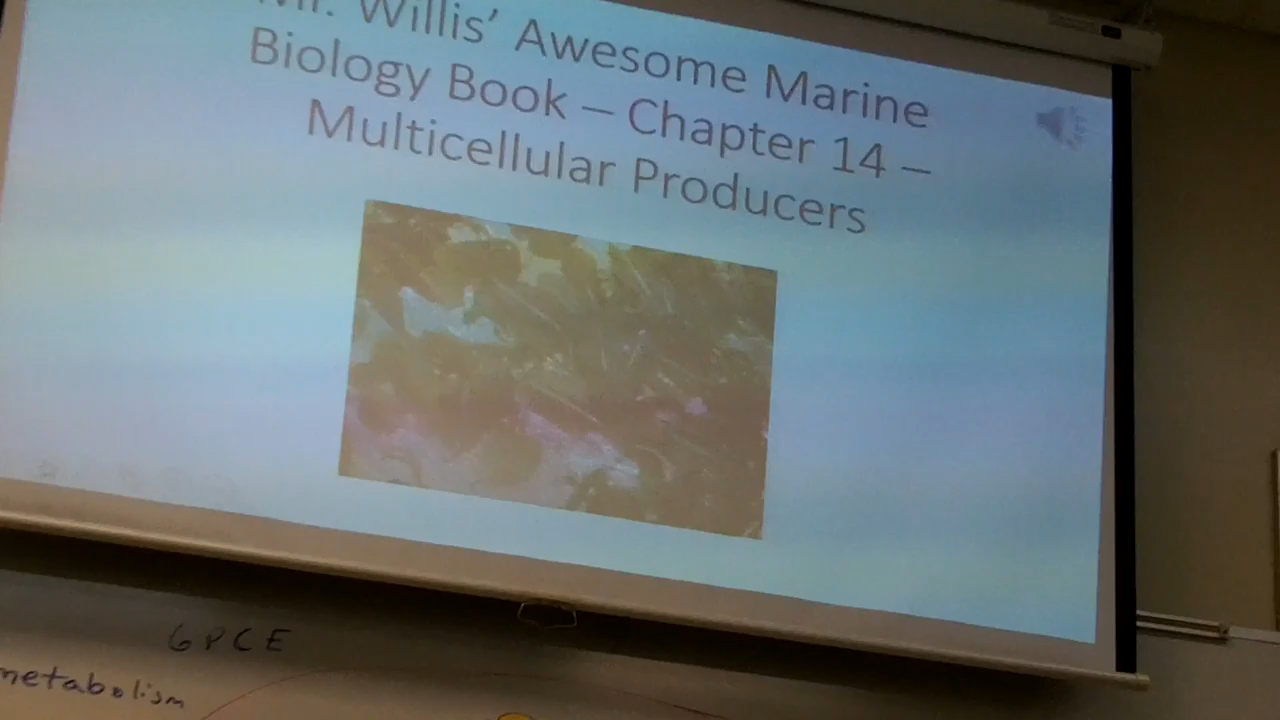 Mr. Willis’ Awesome Marine
Biology Book – Chapter 14 –
Multicellular Producers
GPCE
metabolism